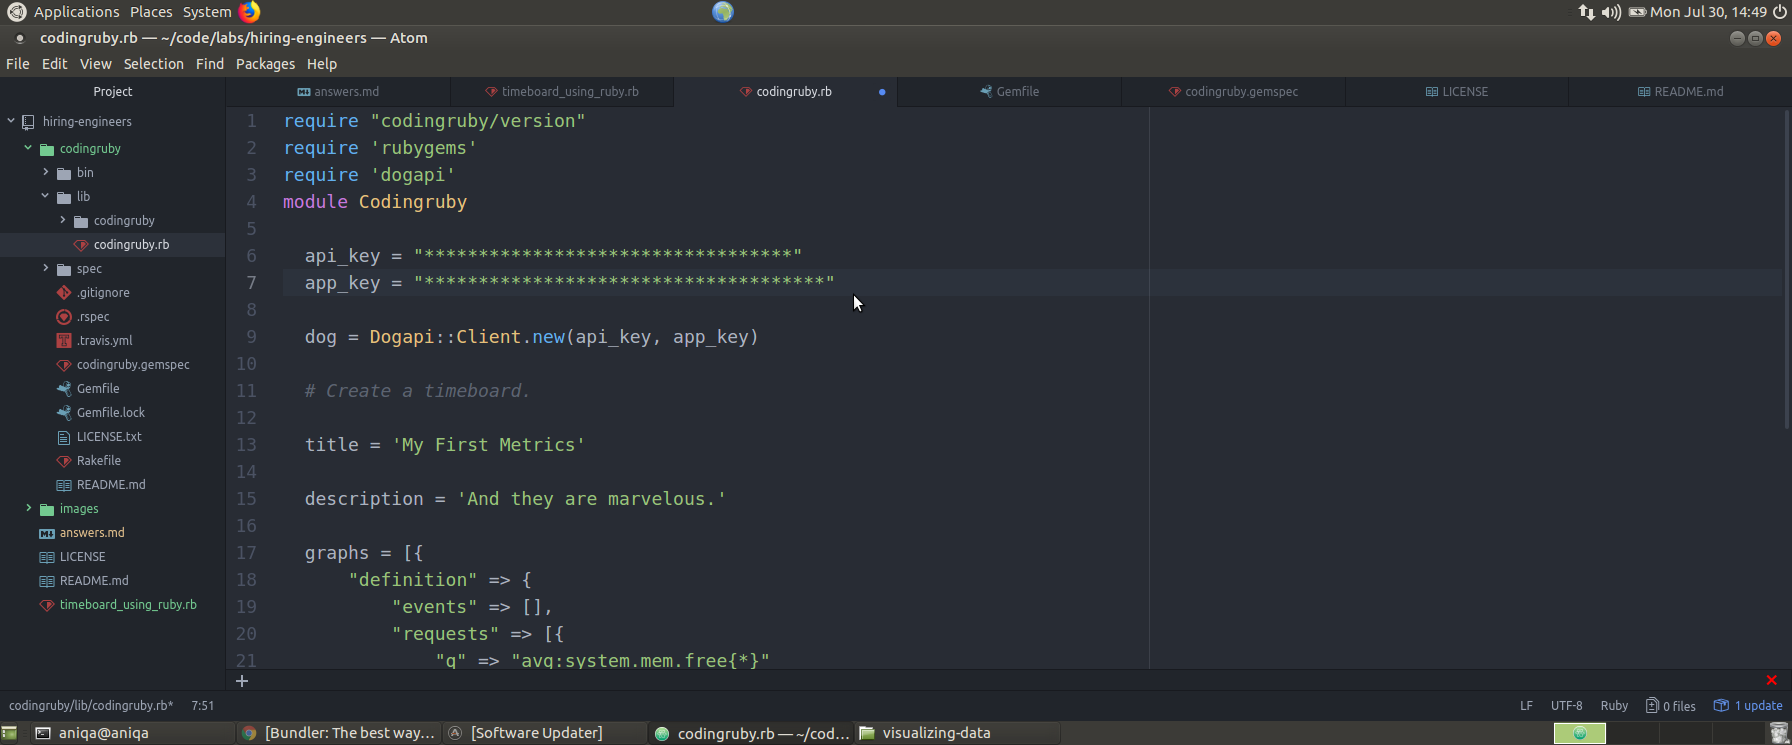 Applications Places System
Mon Jul 30, 14:49
codingruby.rb — ~/code/labs/hiring-engineers — Atom
File Edit View Selection Find Packages Help
Project
answers.md
timeboard_using_ruby.rb
codingruby.rb
Gemfile
codingruby.gemspec
LICENSE
README.md
hiring-engineers
codingruby
bin
lib
codingruby
codingruby.rb
spec
.gitignore
.rspec
.travis.yml
codingruby.gemspec
Gemfile
Gemfile.lock
LICENSE.txt
Rakefile
README.md
images
answers.md
LICENSE
README.md
timeboard_using_ruby.rb
1 require "codingruby/version"
2 require 'rubygems'
3 require 'dogapi'
4 module Codingruby
5
6 api_key = "**********************************"
7 app_key = "*************************************"
8
9 dog = Dogapi::Client.new(api_key, app_key)
10
11 # Create a timeboard.
12
13 title = 'My First Metrics'
14
15 description = 'And they are marvelous.'
16
17 graphs = [{
18 "definition" => {
19 "events" => [],
20 "requests" => [{
21 "q" => "avg:system.mem.free{*}"
codingruby/lib/codingruby.rb* 7:51
LF UTF-8 Ruby 0 files 1 update
aniqa@aniqa
[Bundler: The best way...
[Software Updater]
codingruby.rb — ~/cod...
visualizing-data